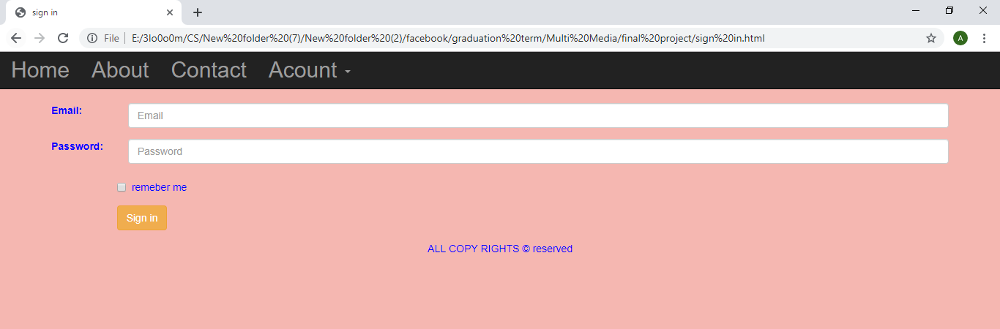 sign in
File | E:/3lo0o0m/CS/New%20folder%20(7)/New%20folder%20(2)/facebook/graduation%20term/Multi%20Media/final%20project/sign%20in.html
A
Home About Contact Acount
Email: Email
Password: Password
remeber me
Sign in
ALL COPY RIGHTS © reserved